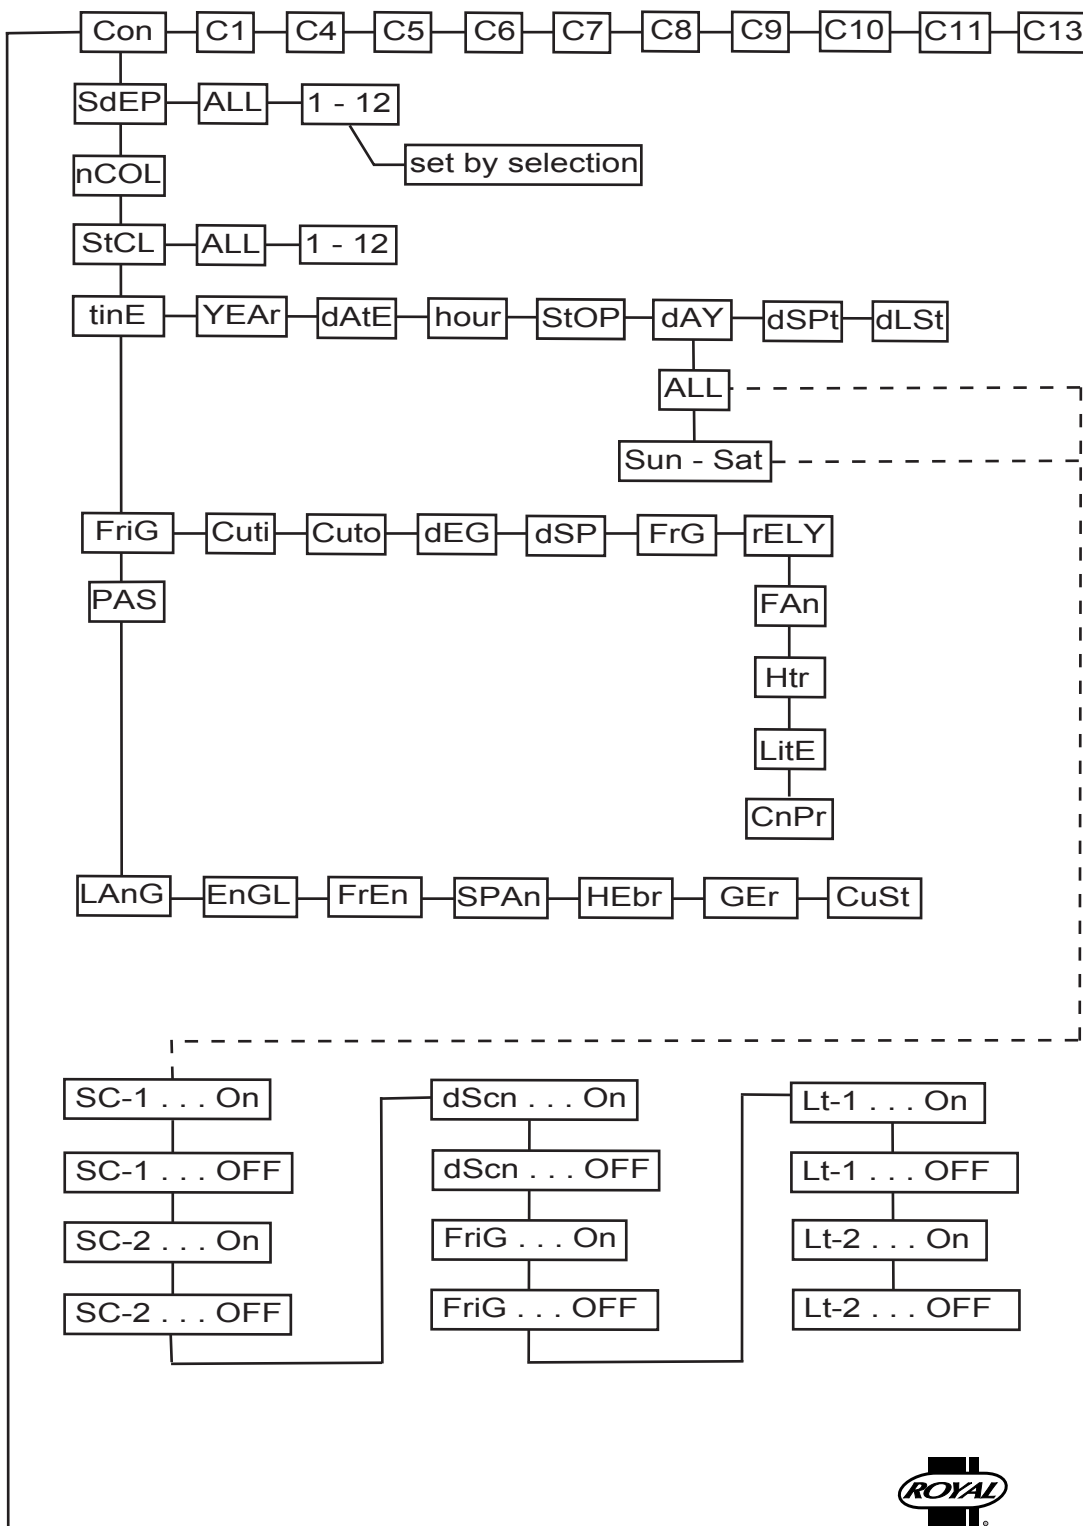 Con C1 C4 C5 C6 C7 C8 C9 C10 C11 C13
SdEP ALL 1 - 12
set by selection
nCOL
StCL ALL 1 - 12
tinE YEAr dAtE hour StOP dAY dSPt dLSt
ALL
Sun - Sat
FriG Cuti Cuto dEG dSP FrG rELY
PAS
FAn
Htr
LitE
CnPr
LAnG EnGL FrEn SPAn HEbr GEr CuSt
SC-1 . . . On
SC-1 . . . OFF
SC-2 . . . On
SC-2 . . . OFF
dScn . . . On
dScn . . . OFF
FriG . . . On
FriG . . . OFF
Lt-1 . . . On
Lt-1 . . . OFF
Lt-2 . . . On
Lt-2 . . . OFF
ROYAL